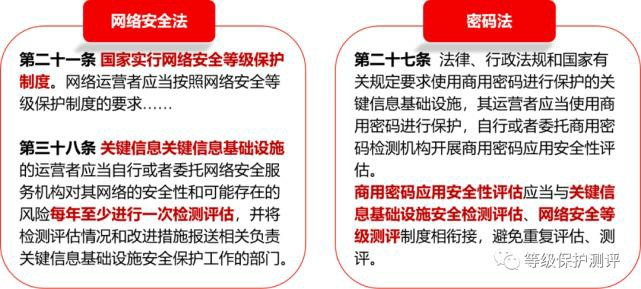 网络安全法
第二十一条 国家实行网络安全等级保护
制度。网络运营者应当按照网络安全等
级保护制度的要求……
第三十八条 关键信息关键信息基础设施
的运营者应当自行或者委托网络安全服
务机构对其网络的安全性和可能存在的
风险每年至少进行一次检测评估，并将
检测评估情况和改进措施报送相关负责
关键信息基础设施安全保护工作的部门。
密码法
第二十七条 法律、行政法规和国家有
关规定要求使用商用密码进行保护的关
键信息基础设施，其运营者应当使用商
用密码进行保护，自行或者委托商用密
码检测机构开展商用密码应用安全性评
估。
商用密码应用安全性评估应当与关键信
息基础设施安全检测评估、网络安全等
级测评制度相衔接，避免重复评估、测
评。
等级保护测评